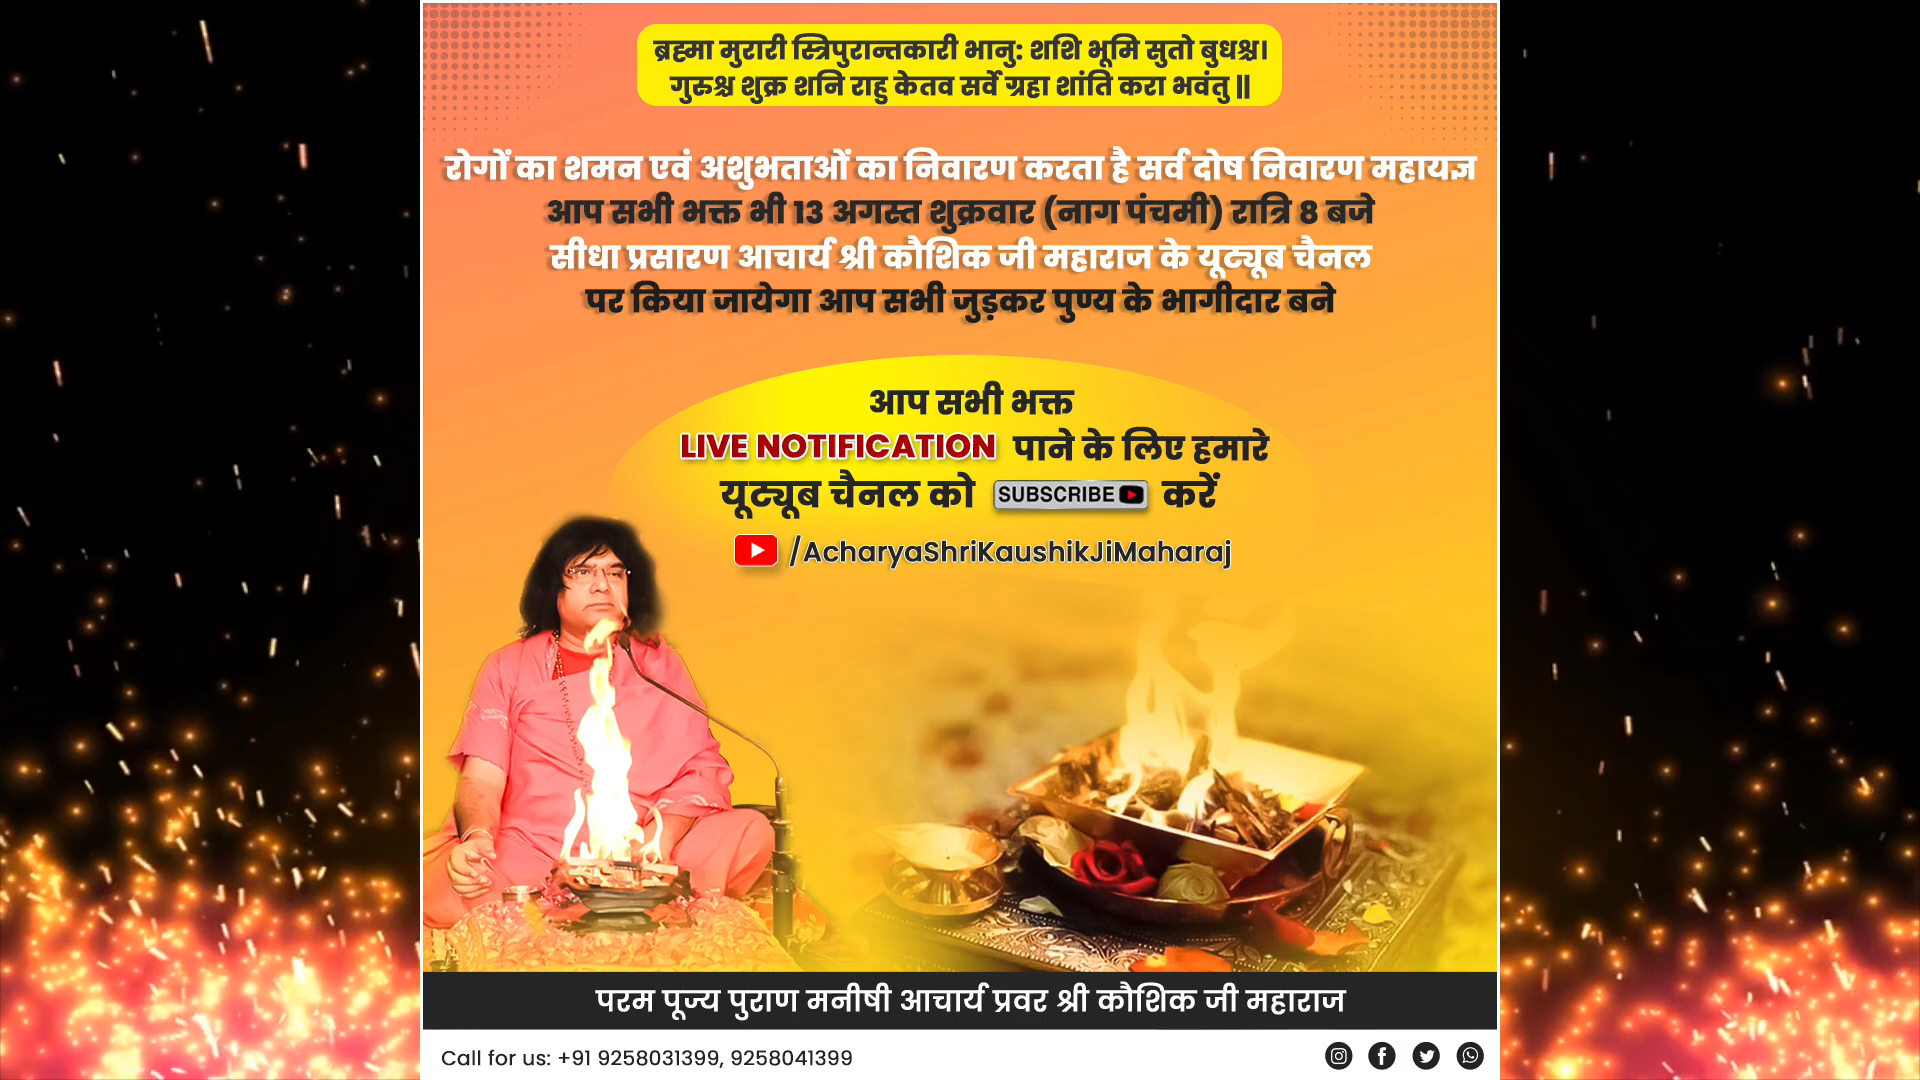 ब्रह्मा मुरारी स्त्रिपुरान्तकारी भानु: शशि भूमि सुतो बुधश्च।
गुरुश्च शुक्र शनि राहु केतव सर्वे ग्रहा शांति करा भवंतु ||
रोगों का शमन एवं अशुभताओं का निवारण करता है सर्व दोष निवारण महायज्ञ
आप सभी भक्त भी 13 अगस्त शुक्रवार (नाग पंचमी) रात्रि 8 बजे
सीधा प्रसारण आचार्य श्री कौशिक जी महाराज के यूट्यूब चैनल
पर किया जायेगा आप सभी जुड़कर पुण्य के भागीदार बने
आप सभी भक्त
LIVE NOTIFICATION पाने के लिए हमारे
यूट्यूब चैनल को SUBSCRIBE करें
/AcharyaShriKaushikJiMaharaj
परम पूज्य पुराण मनीषी आचार्य प्रवर श्री कौशिक जी महाराज
Call for us: +91 9258031399, 9258041399